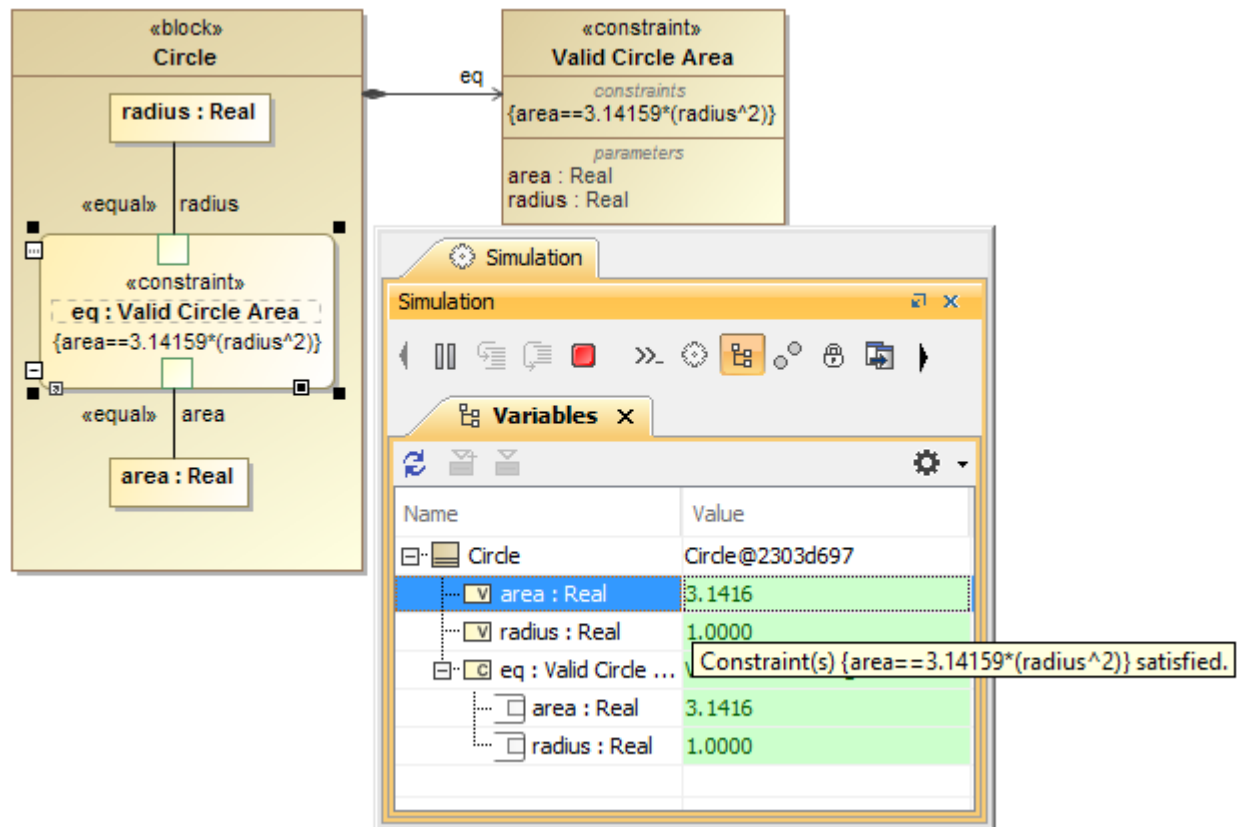 «block»
Circle
radius : Real
«equal» radius
«constraint»
eq : Valid Circle Area
{area==3.14159*(radius^2)}
«equal» area
area : Real
eq
«constraint»
Valid Circle Area
constraints
{area==3.14159*(radius^2)}
parameters
area : Real
radius : Real
Simulation
Simulation
Variables
Name Value
Circle Circle@2303d697
area : Real 3.1416
radius : Real 1.0000
eq : Valid Circle ...
Constraint(s) {area==3.14159*(radius^2)} satisfied.
area : Real 3.1416
radius : Real 1.0000